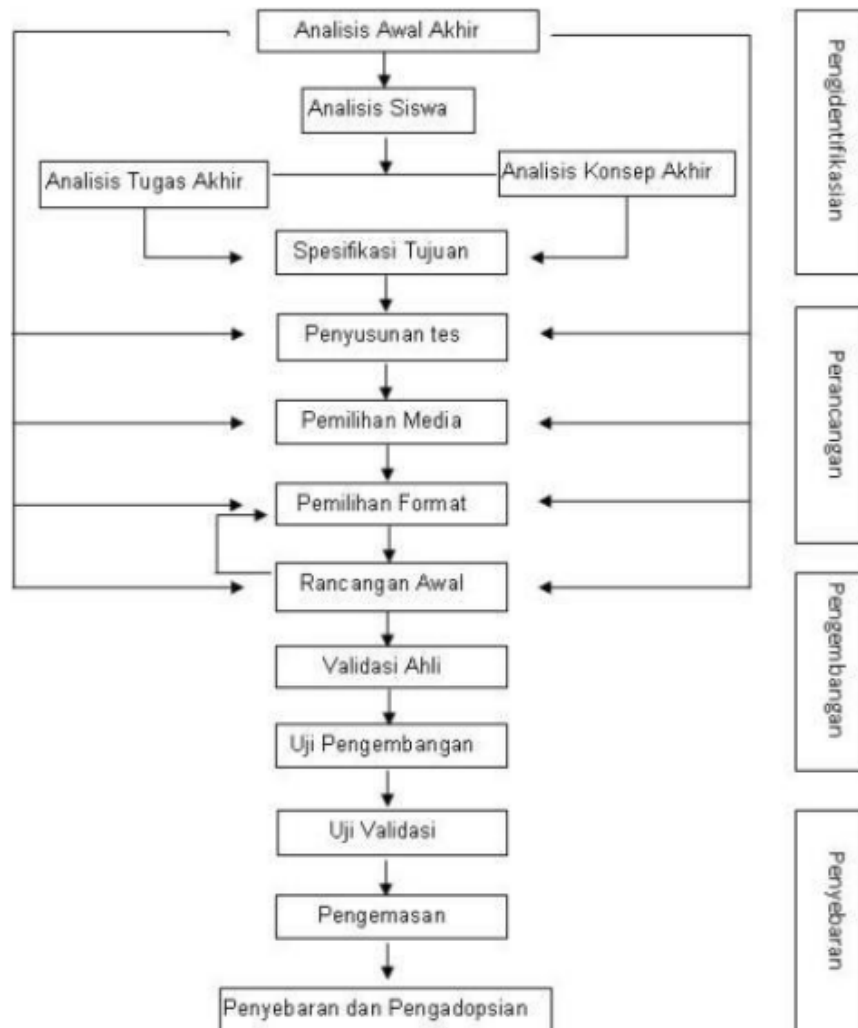 Analisis Awal Akhir
Analisis Siswa
Analisis Tugas Akhir
Analisis Konsep Akhir
Spesifikasi Tujuan
Penyusunan tes
Pemilihan Media
Pemilihan Format
Rancangan Awal
Validasi Ahli
Uji Pengembangan
Uji Validasi
Pengemasan
Penyebaran dan Pengadopsian
Pengidentifikasian
Perancangan
Pengembangan
Penyebaran